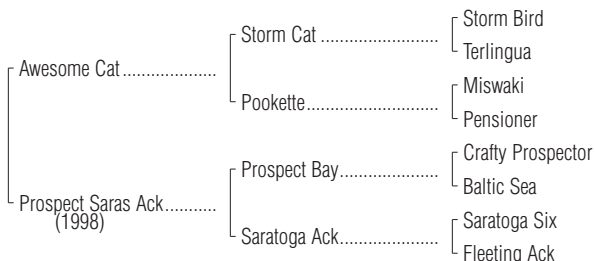 Storm Bird
Storm Cat..........................
Terlingua
Awesome Cat....................
Miswaki
Pookette............................
Pensioner
Crafty Prospector
Prospect Bay.....................
Baltic Sea
Prospect Saras Ack...........
(1998)
Saratoga Six
Saratoga Ack.....................
Fleeting Ack